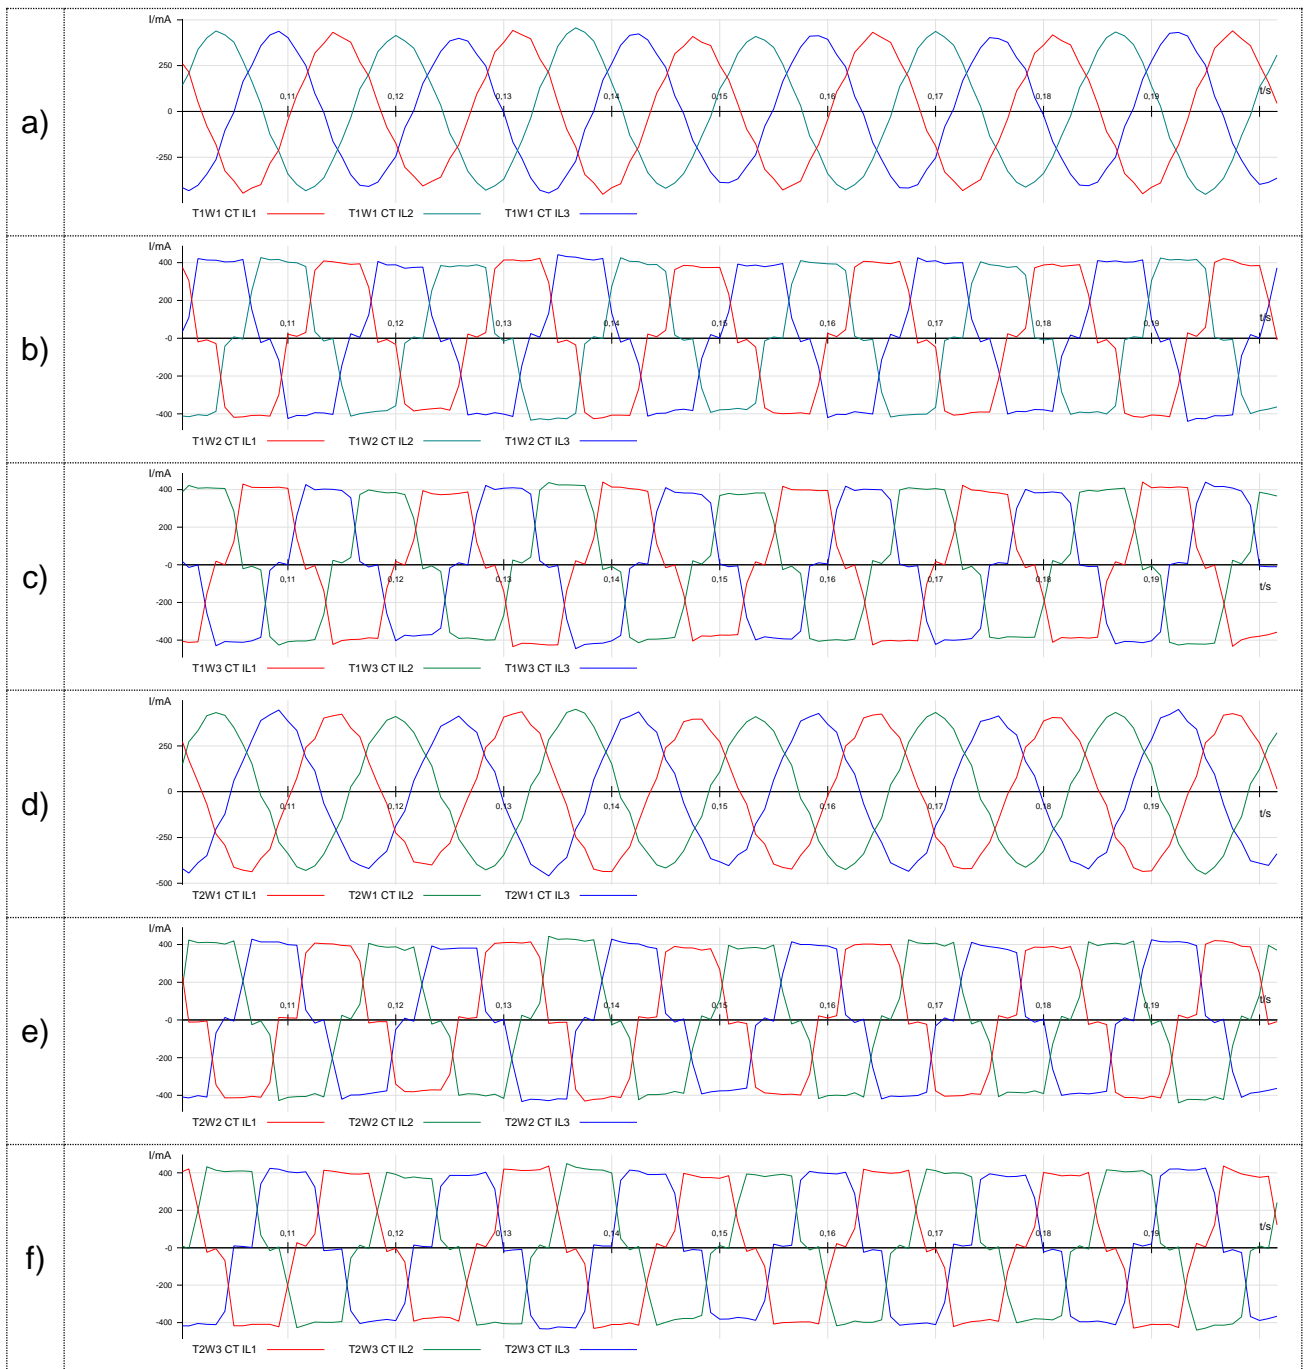 a)
I/mA
250
0
-250
0,11 0,12 0,13 0,14 0,15 0,16 0,17 0,18 0,19 t/s
T1W1 CT IL1 T1W1 CT IL2 T1W1 CT IL3
b)
I/mA
400
200
-0
-200
-400
0,11 0,12 0,13 0,14 0,15 0,16 0,17 0,18 0,19 t/s
T1W2 CT IL1 T1W2 CT IL2 T1W2 CT IL3
c)
I/mA
400
200
-0
-200
-400
0,11 0,12 0,13 0,14 0,15 0,16 0,17 0,18 0,19 t/s
T1W3 CT IL1 T1W3 CT IL2 T1W3 CT IL3
d)
I/mA
250
0
-250
-500
0,11 0,12 0,13 0,14 0,15 0,16 0,17 0,18 0,19 t/s
T2W1 CT IL1 T2W1 CT IL2 T2W1 CT IL3
e)
I/mA
400
200
-0
-200
-400
0,11 0,12 0,13 0,14 0,15 0,16 0,17 0,18 0,19 t/s
T2W2 CT IL1 T2W2 CT IL2 T2W2 CT IL3
f)
I/mA
400
200
-0
-200
-400
0,11 0,12 0,13 0,14 0,15 0,16 0,17 0,18 0,19 t/s
T2W3 CT IL1 T2W3 CT IL2 T2W3 CT IL3